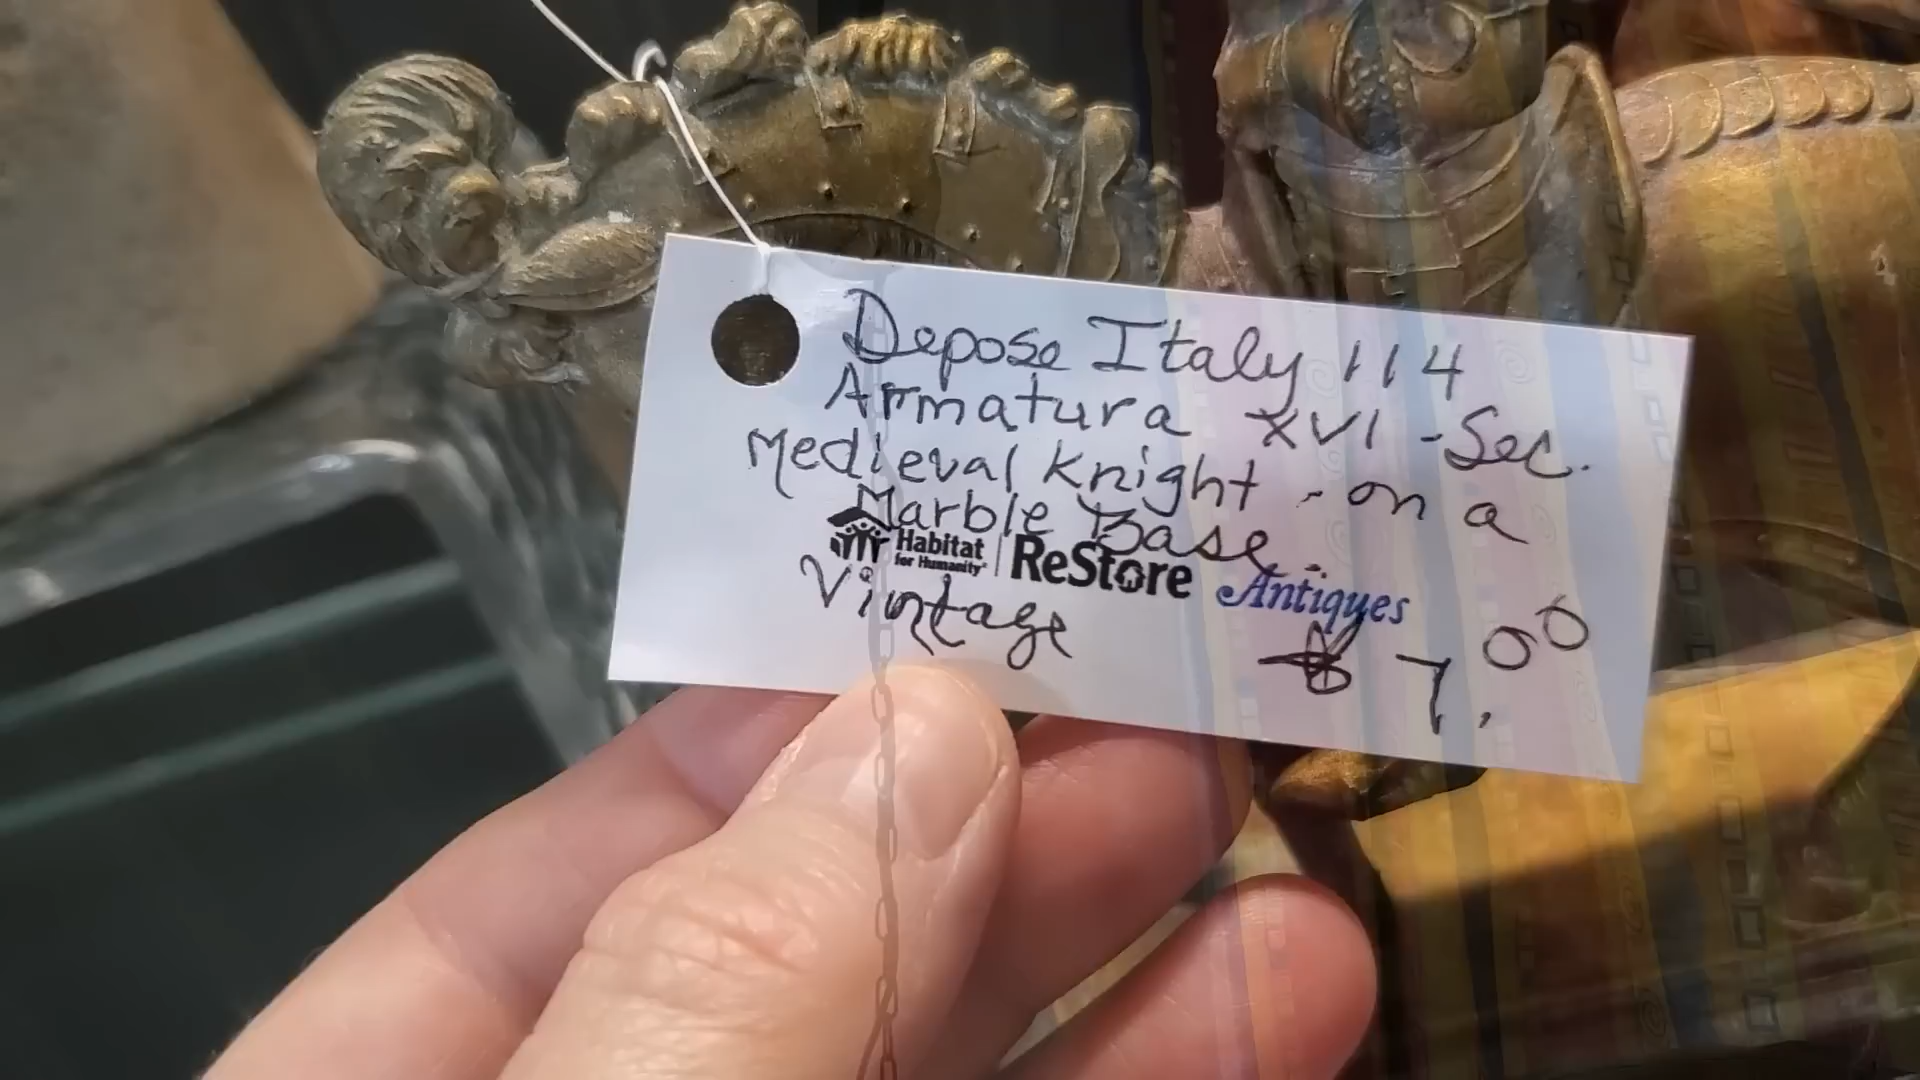 Depose Italy 114
Armatura XVI - Sec.
Medieval Knight - on a
Marble Base.
Habitat for Humanity | ReStore Antiques
Vintage
$7.00